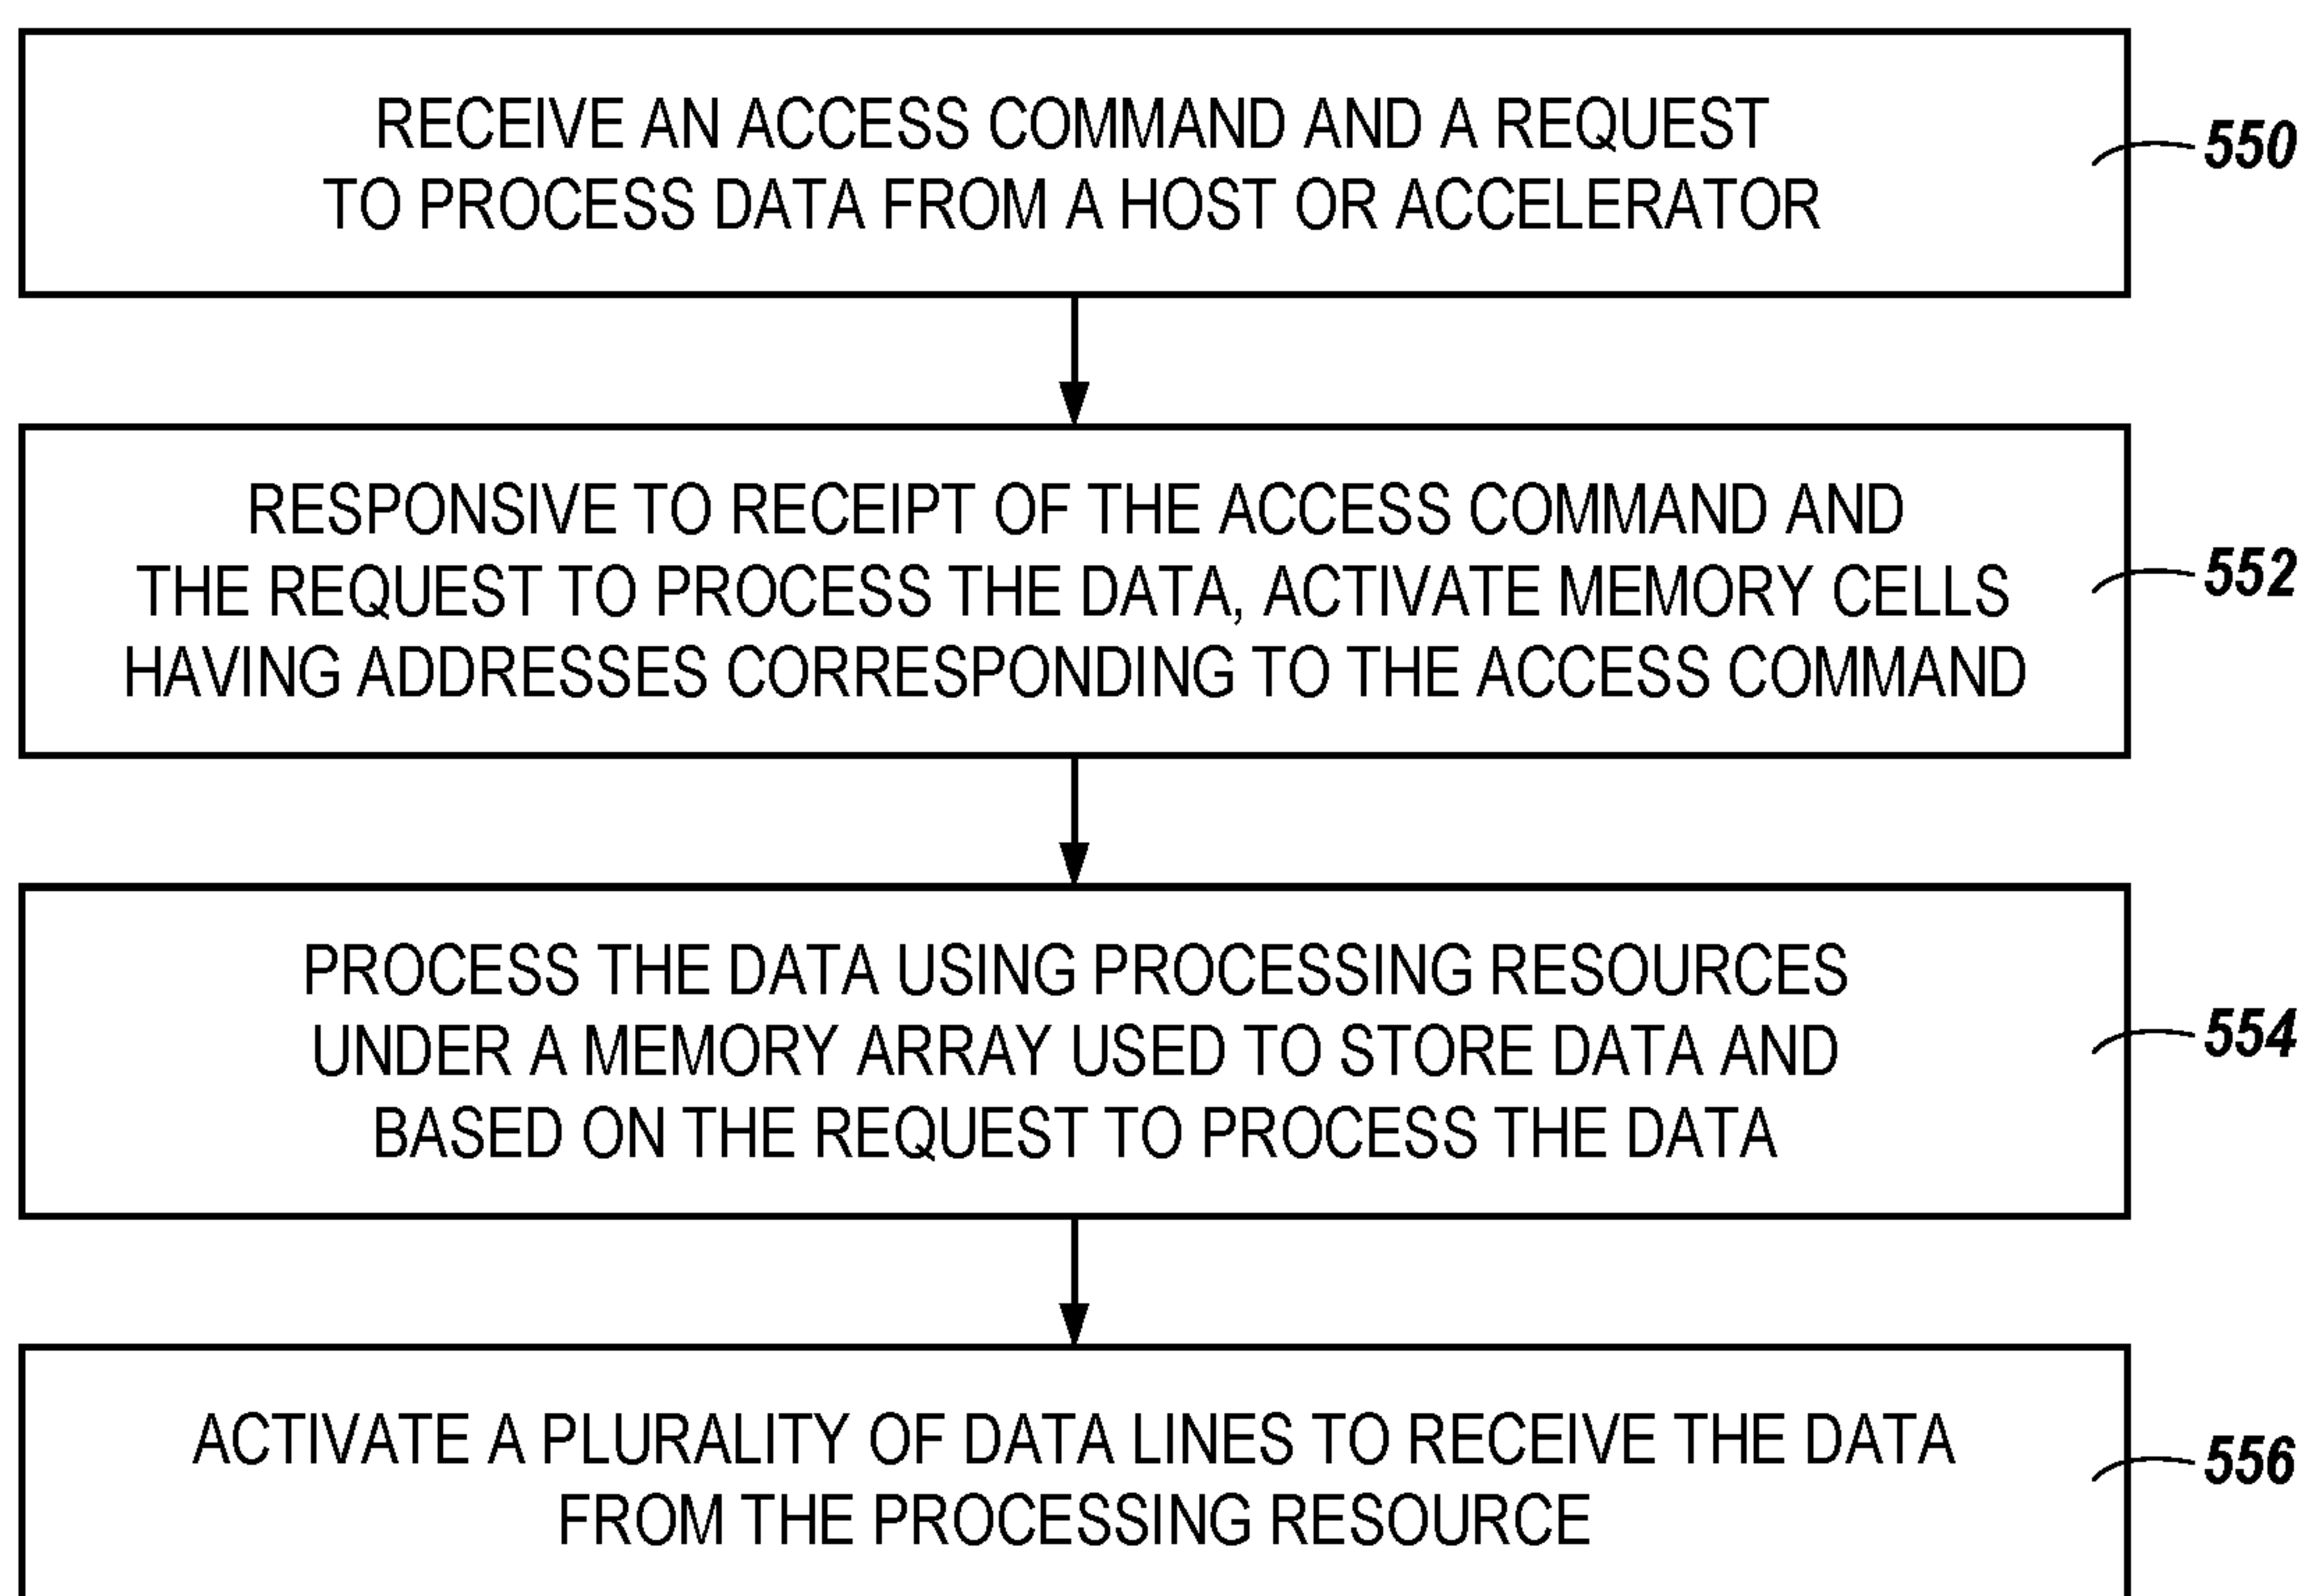 RECEIVE AN ACCESS COMMAND AND A REQUEST
TO PROCESS DATA FROM A HOST OR ACCELERATOR
550
RESPONSIVE TO RECEIPT OF THE ACCESS COMMAND AND
THE REQUEST TO PROCESS THE DATA, ACTIVATE MEMORY CELLS
HAVING ADDRESSES CORRESPONDING TO THE ACCESS COMMAND
552
PROCESS THE DATA USING PROCESSING RESOURCES
UNDER A MEMORY ARRAY USED TO STORE DATA AND
BASED ON THE REQUEST TO PROCESS THE DATA
554
ACTIVATE A PLURALITY OF DATA LINES TO RECEIVE THE DATA
FROM THE PROCESSING RESOURCE
556